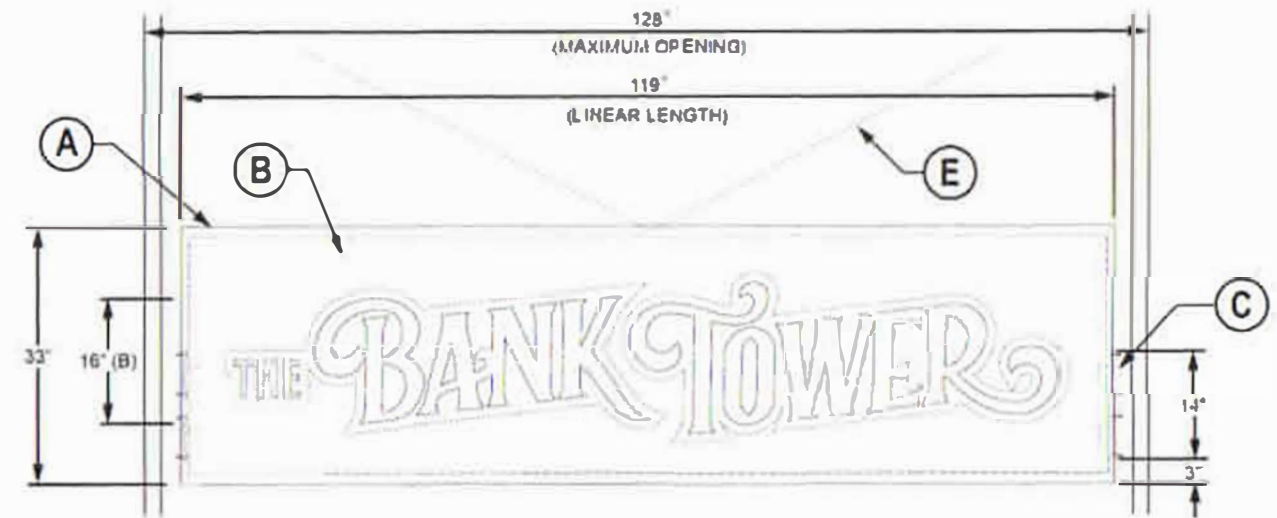 128"
(MAXIMUM OPENING)
119"
(LINEAR LENGTH)
A
B
E
C
33"
16" (B)
14"
3"
THE BANK TOWER